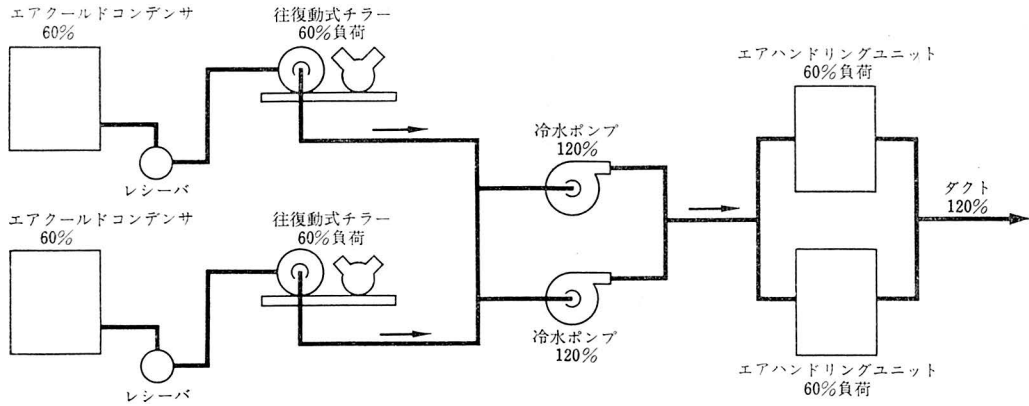 エアクールドコンデンサ
60%
往復動式チラー
60%負荷
レシーバ
エアクールドコンデンサ
60%
往復動式チラー
60%負荷
レシーバ
冷水ポンプ
120%
冷水ポンプ
120%
エアハンドリングユニット
60%負荷
エアハンドリングユニット
60%負荷
ダクト
120%